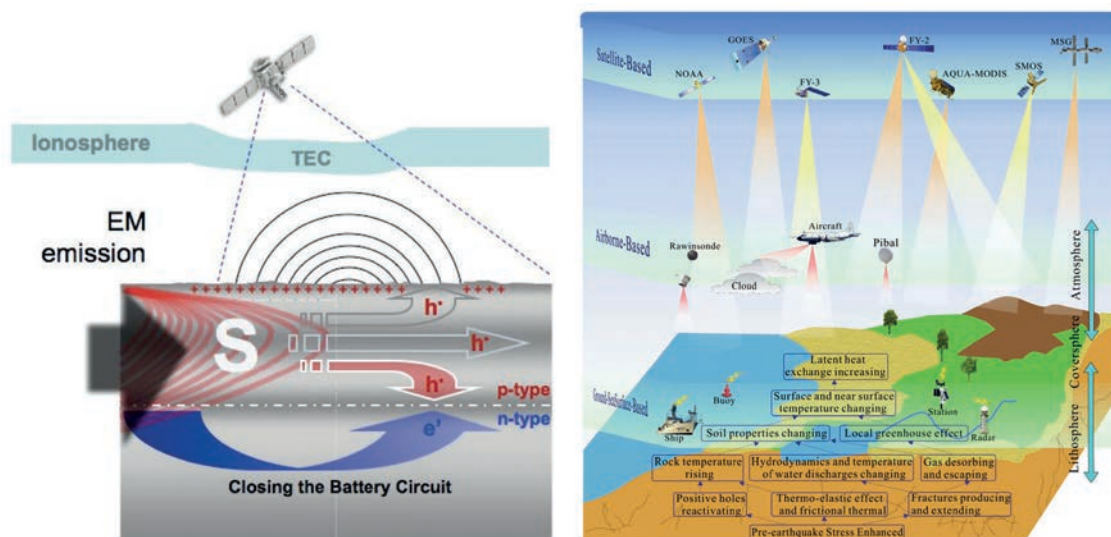 Ionosphere
TEC
EM
emission
+++++++++++++++++++
+++++
S
h•
h•
h•
p-type
n-type
e'
Closing the Battery Circuit
Satellite-Based
GOES
FY-2
MSG
NOAA
FY-3
AQUA-MODIS
SMOS
Airborne-Based
Rawinsonde
Aircraft
Pibal
Cloud
Atmosphere
Coversphere
Lithosphere
Latent heat
exchange increasing
Buoy
Surface and near surface
temperature changing
Station
Ship
Soil properties changing
Local greenhouse effect
Radar
Rock temperature
rising
Hydrodynamics and temperature
of water discharges changing
Gas desorbing
and escaping
Positive holes
reactivating
Thermo-elastic effect
and frictional thermal
Fractures producing
and extending
Pre-earthquake Stress Enhanced